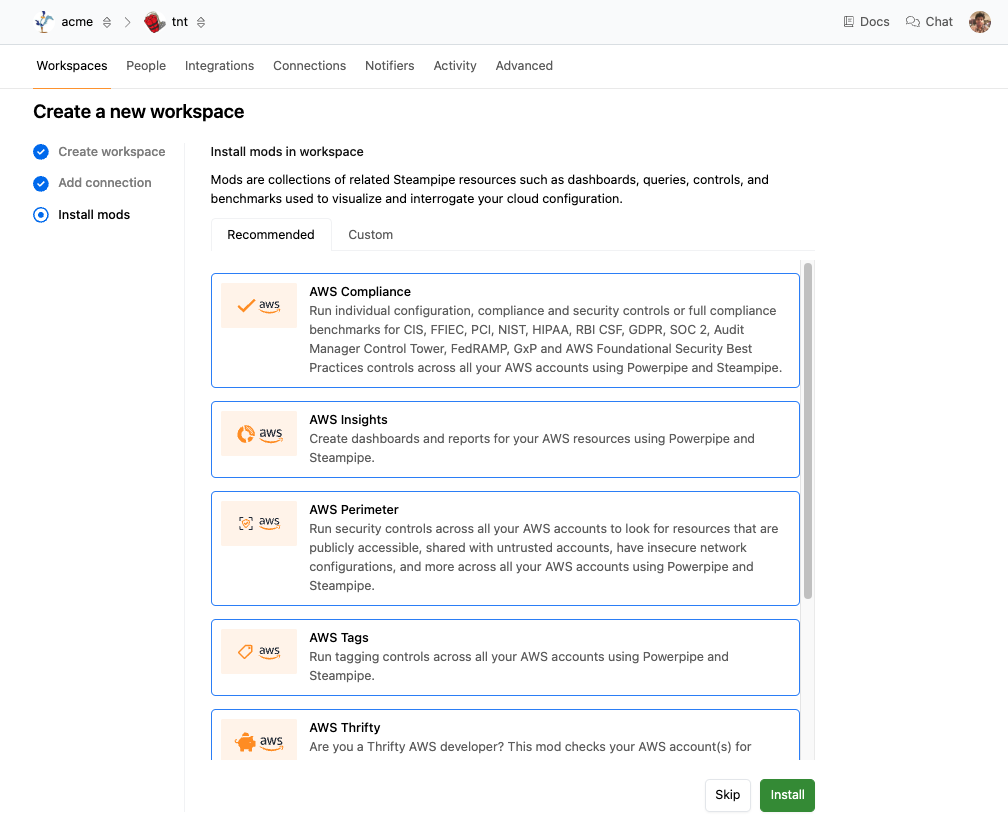 acme tnt Docs Chat
Workspaces People Integrations Connections Notifiers Activity Advanced
Create a new workspace
Create workspace
Add connection
Install mods
Install mods in workspace
Mods are collections of related Steampipe resources such as dashboards, queries, controls, and
benchmarks used to visualize and interrogate your cloud configuration.
Recommended Custom
aws
AWS Compliance
Run individual configuration, compliance and security controls or full compliance
benchmarks for CIS, FFIEC, PCI, NIST, HIPAA, RBI CSF, GDPR, SOC 2, Audit
Manager Control Tower, FedRAMP, GxP and AWS Foundational Security Best
Practices controls across all your AWS accounts using Powerpipe and Steampipe.
aws
AWS Insights
Create dashboards and reports for your AWS resources using Powerpipe and
Steampipe.
aws
AWS Perimeter
Run security controls across all your AWS accounts to look for resources that are
publicly accessible, shared with untrusted accounts, have insecure network
configurations, and more across all your AWS accounts using Powerpipe and
Steampipe.
aws
AWS Tags
Run tagging controls across all your AWS accounts using Powerpipe and
Steampipe.
aws
AWS Thrifty
Are you a Thrifty AWS developer? This mod checks your AWS account(s) for
Skip Install